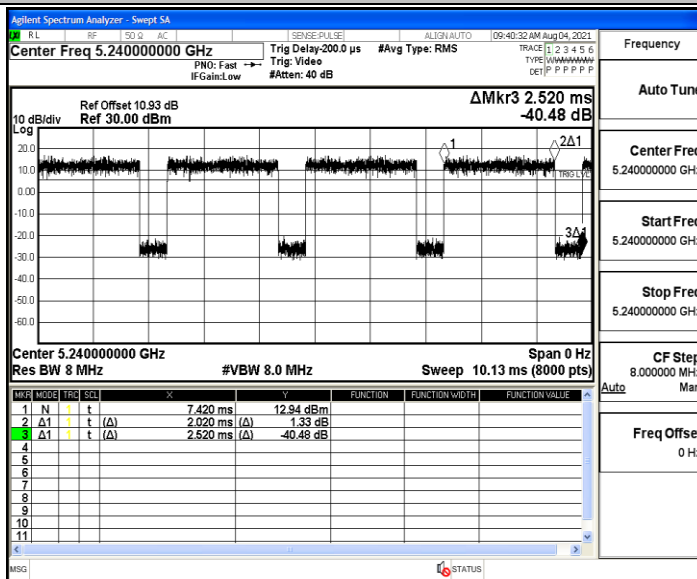 Agilent Spectrum Analyzer - Swept SA
RL RF 50 Ω AC SENSE:PULSE ALIGN AUTO 09:40:32 AM Aug 04, 2021
Center Freq 5.240000000 GHz
PNO: Fast
IFGain:Low
Trig Delay-200.0 µs
Trig: Video
#Atten: 40 dB
#Avg Type: RMS
TRACE 1 2 3 4 5 6
TYPE
DET P P P P P P
Ref Offset 10.93 dB
10 dB/div Ref 30.00 dBm
Log
ΔMkr3 2.520 ms
-40.48 dB
20.0
10.0
0.00
-10.0
-20.0
-30.0
-40.0
-50.0
-60.0
1
2Δ1
TRIG LVL
3Δ1
Center 5.240000000 GHz Span 0 Hz
Res BW 8 MHz #VBW 8.0 MHz Sweep 10.13 ms (8000 pts)
MKR MODE TRC SCL X Y FUNCTION FUNCTION WIDTH FUNCTION VALUE
1 N 1 t 7.420 ms 12.94 dBm
2 Δ1 1 t (Δ) 2.020 ms (Δ) 1.33 dB
3 Δ1 1 t (Δ) 2.520 ms (Δ) -40.48 dB
4
5
6
7
8
9
10
11
MSG STATUS
Frequency
Auto Tune
Center Freq
5.240000000 GHz
Start Freq
5.240000000 GHz
Stop Freq
5.240000000 GHz
CF Step
8.000000 MHz
Auto Man
Freq Offset
0 Hz